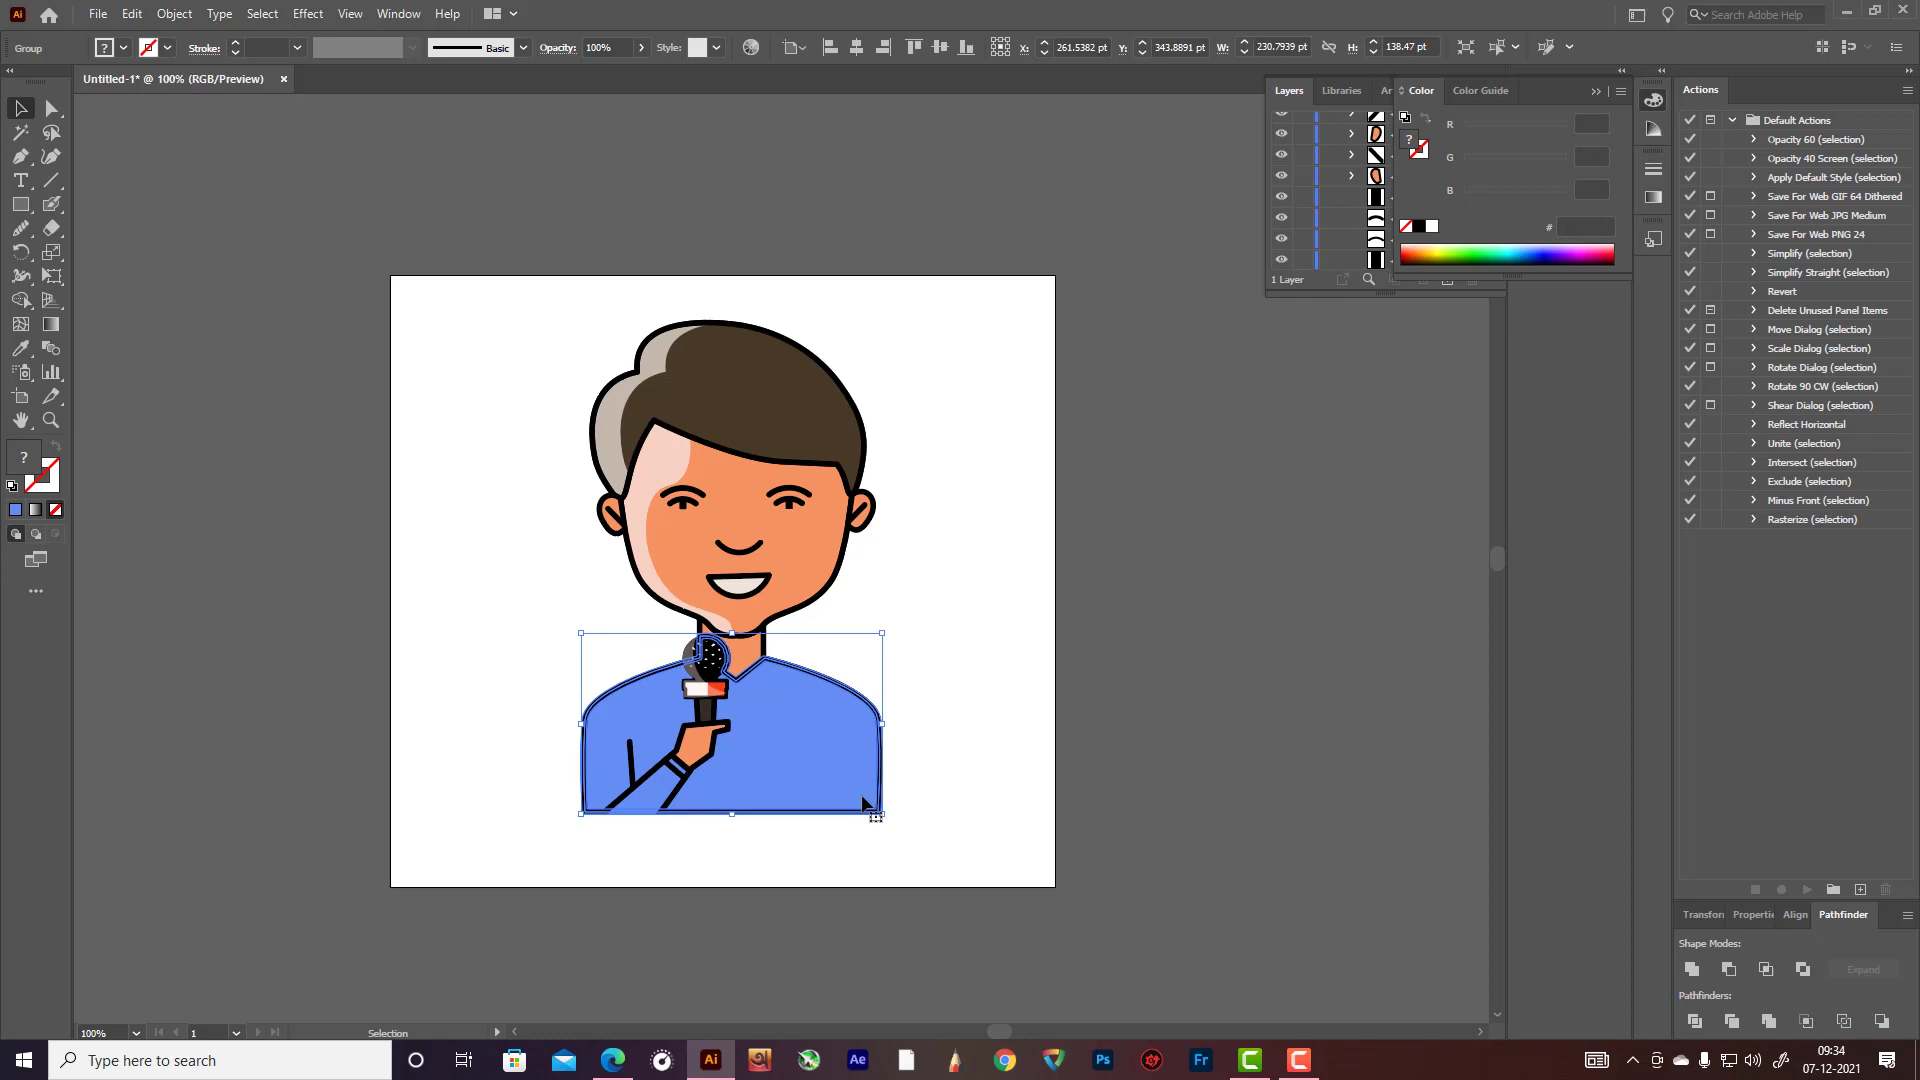 Ai File Edit Object Type Select Effect View Window Help Search Adobe Help
Group ? Stroke: Basic Opacity: 100% Style: X: 261.5382 pt Y: 343.8891 pt W: 230.7939 pt H: 138.47 pt
Untitled-1* @ 100% (RGB/Preview)
Layers Libraries Ar Color Color Guide
R
?
G
B
#
1 Layer
Actions
Default Actions
Opacity 60 (selection)
Opacity 40 Screen (selection)
Apply Default Style (selection)
Save For Web GIF 64 Dithered
Save For Web JPG Medium
Save For Web PNG 24
Simplify (selection)
Simplify Straight (selection)
Revert
Delete Unused Panel Items
Move Dialog (selection)
Scale Dialog (selection)
Rotate Dialog (selection)
Rotate 90 CW (selection)
Shear Dialog (selection)
Reflect Horizontal
Unite (selection)
Intersect (selection)
Exclude (selection)
Minus Front (selection)
Rasterize (selection)
?
Transforn Propertie Align Pathfinder
Shape Modes:
Expand
Pathfinders:
100% 1 Selection
Type here to search
Ai Ae Ps Fr
09:34
07-12-2021